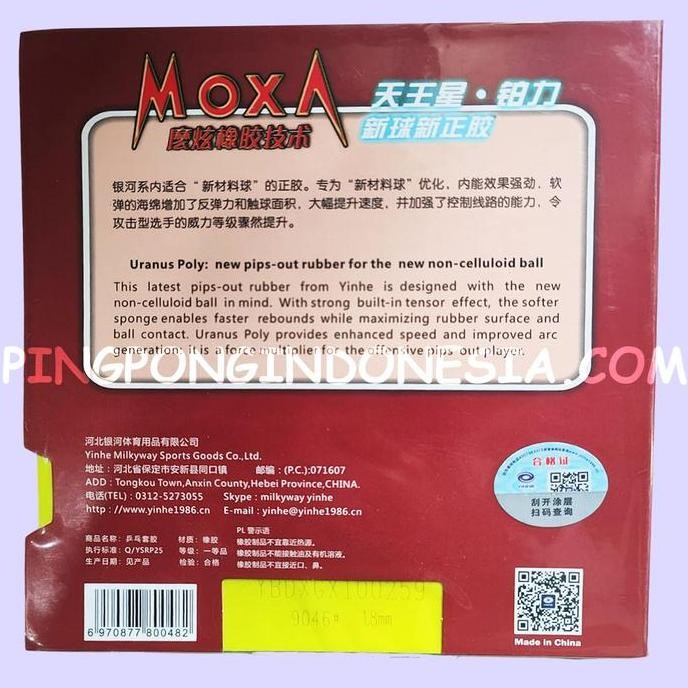 MOXA
魔炫橡胶技术
天王星·铂力
新球新正胶
银河系内适合“新材料球”的正胶。专为“新材料球”优化，内能效果强劲，软
弹的海绵增加了反弹力和触球面积，大幅提升速度，并加强了控制线路的能力，令
攻击型选手的威力等级骤然提升。
Uranus Poly: new pips-out rubber for the new non-celluloid ball
This latest pips-out rubber from Yinhe is designed with the new
non-celluloid ball in mind. With strong built-in tensor effect, the softer
sponge enables faster rebounds while maximizing rubber surface and
ball contact. Uranus Poly provides enhanced speed and improved arc
generation: it is a force multiplier for the offensive pips-out player.
PINGPONGINDONESIA.COM
河北银河体育用品有限公司
Yinhe Milkyway Sports Goods Co.,Ltd.
地址：河北省保定市安新县同口镇 邮编：(P.C.):071607
ADD : Tongkou Town,Anxin County,Hebei Province,CHINA.
电话(TEL) : 0312-5273055 Skype : milkyway yinhe
http://www.yinhe1986.cn E-mail : yinhe@yinhe1986.cn
合格证
刮开涂层
扫码查询
商品名称：乒乓套胶 材质：橡胶
执行标准：Q/YSRP25 等级：一等品
生产日期：见产品 检验：合格
PL 警示语
橡胶制品不宜靠近热源。
橡胶制品不能接触油及有机溶液。
橡胶制品不宜接近口、鼻。
6 970877 800482
YBDXGX100259
9046# 1.8mm
Made in China